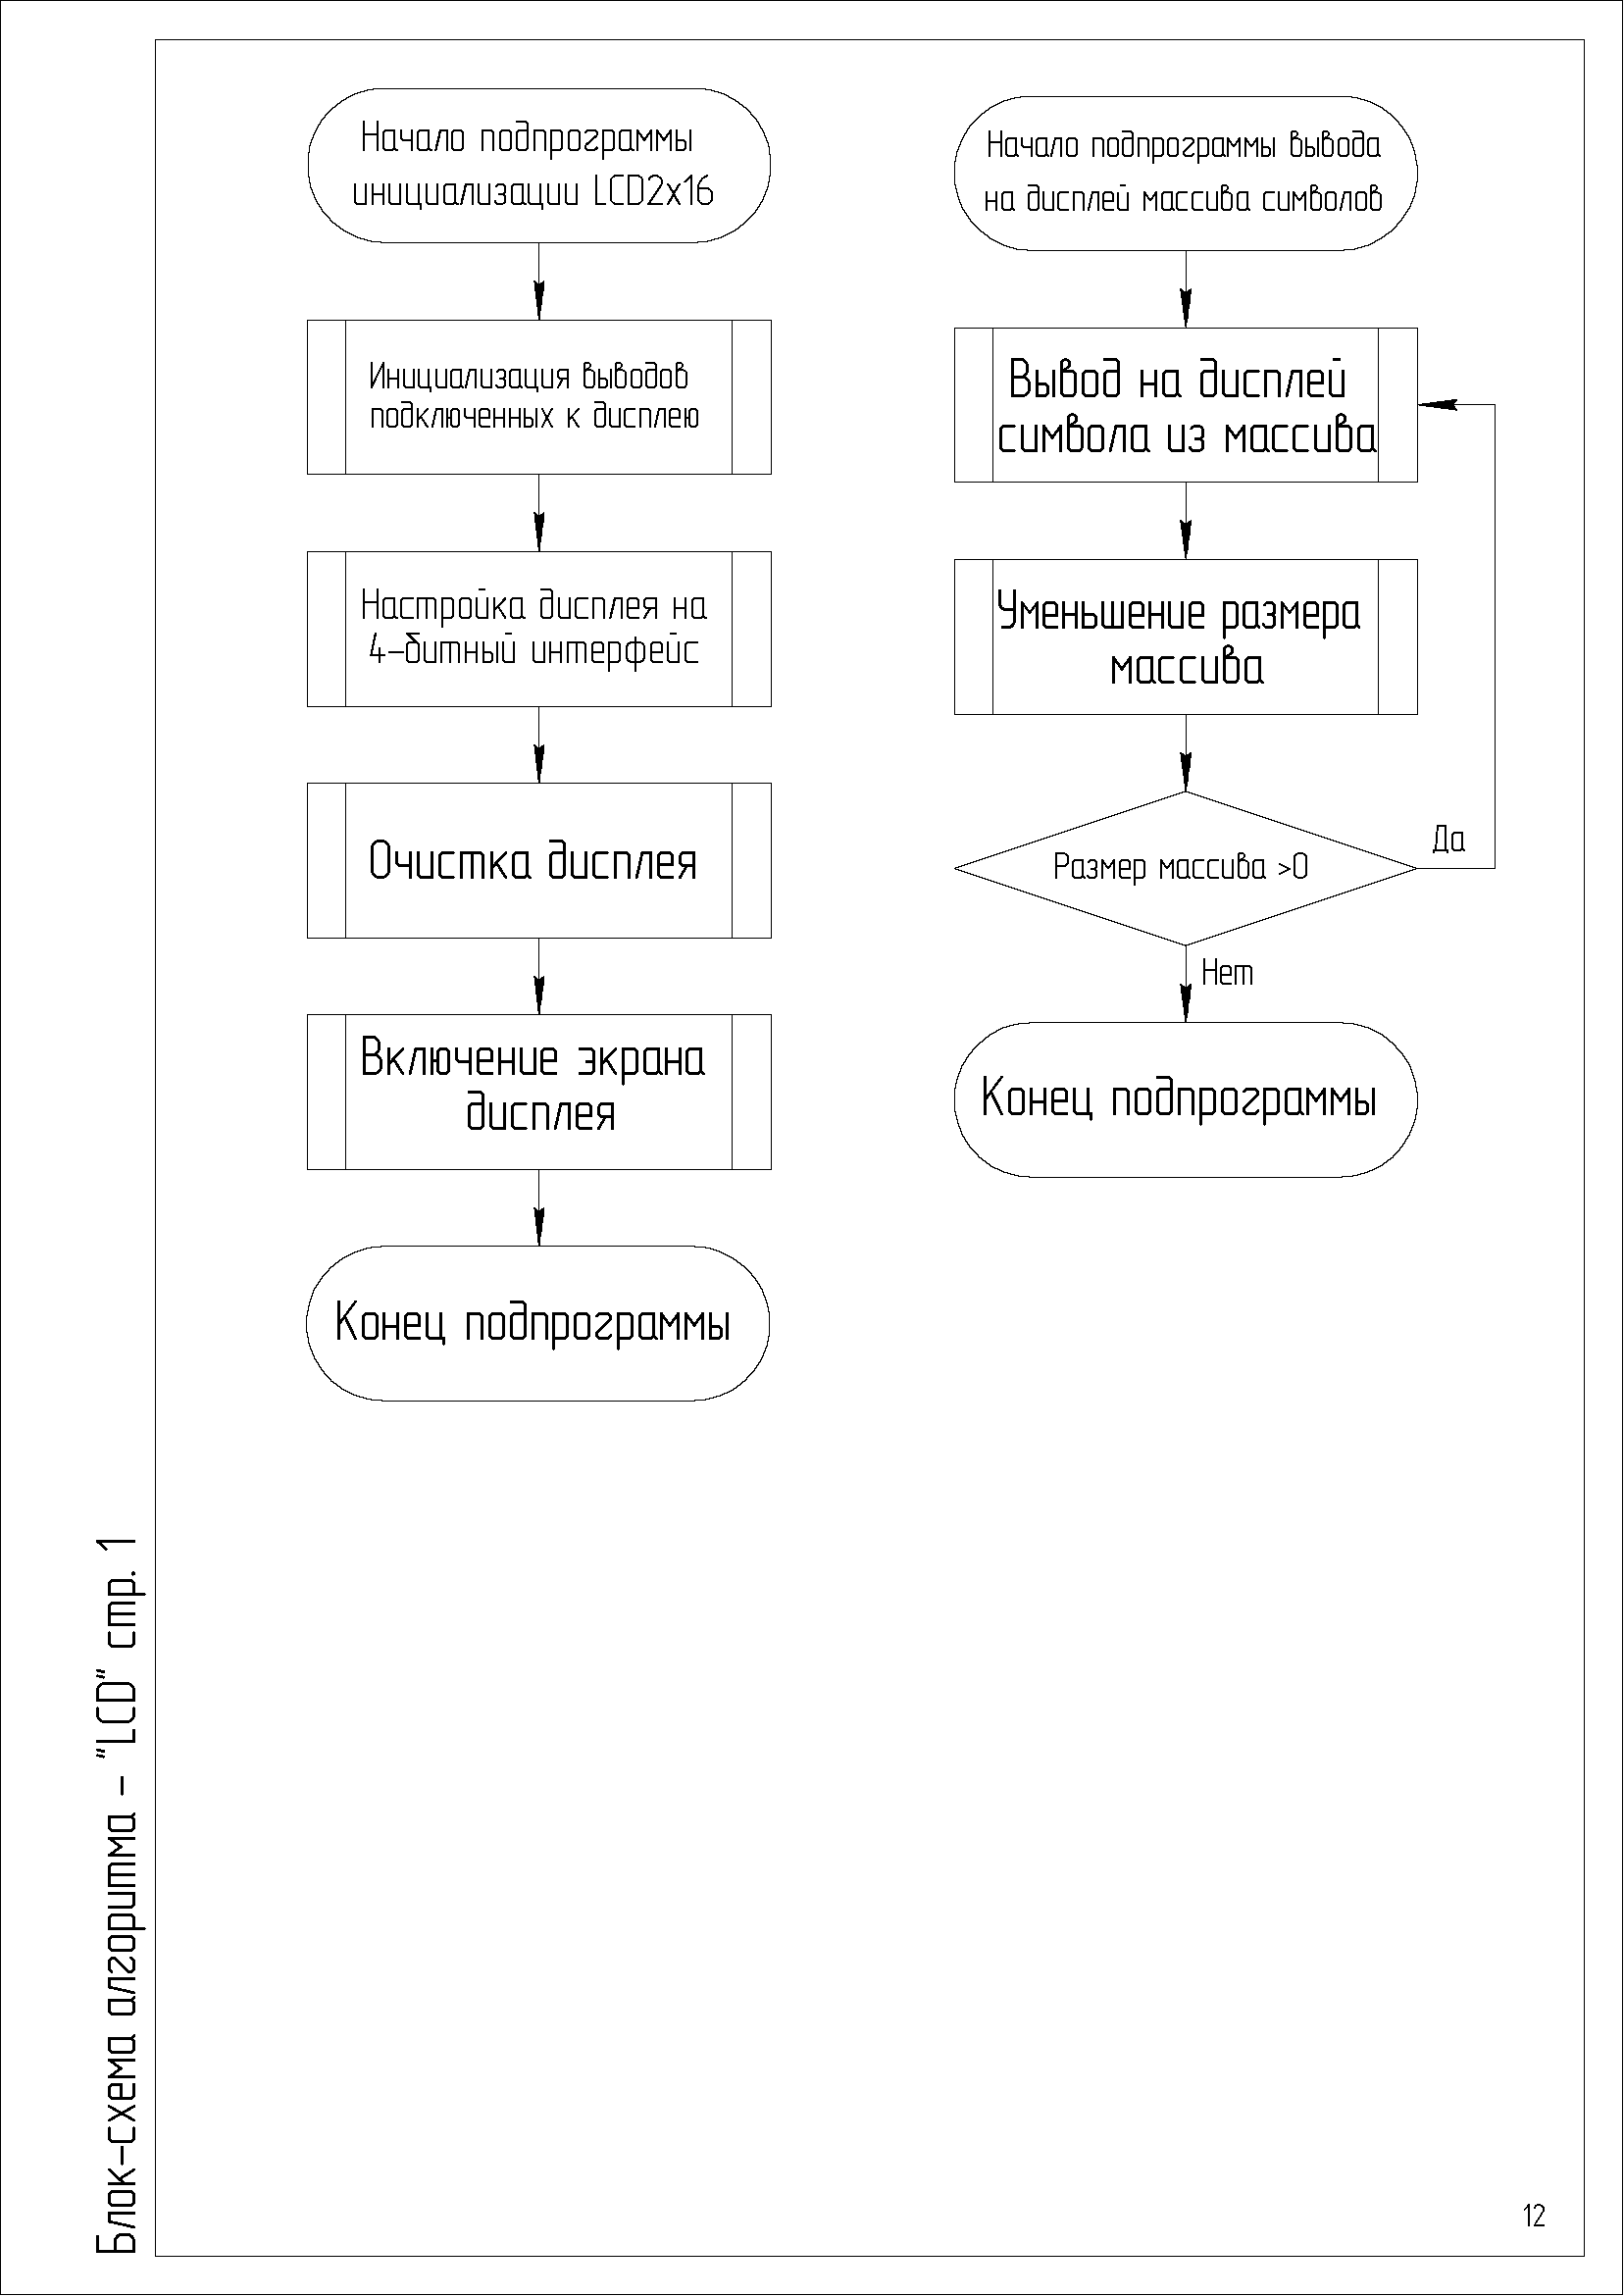 Начало подпрограммы
инициализации LCD2x16
Инициализация выводов
подключенных к дисплею
Настройка дисплея на
4-битный интерфейс
Очистка дисплея
Включение экрана
дисплея
Конец подпрограммы
Начало подпрограммы вывода
на дисплей массива символов
Вывод на дисплей
символа из массива
Уменьшение размера
массива
Размер массива >0
Да
Нет
Конец подпрограммы
Блок-схема алгоритма - "LCD" стр. 1
12